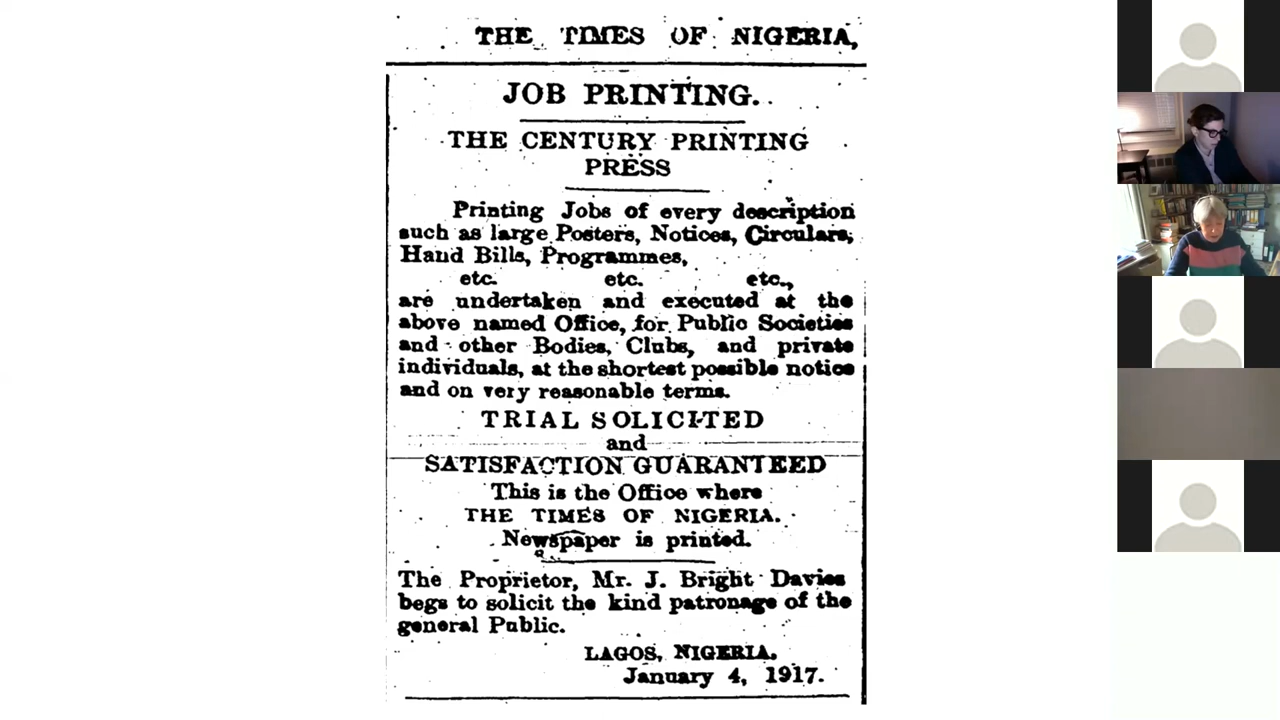 THE TIMES OF NIGERIA,
JOB PRINTING.
THE CENTURY PRINTING
PRESS
Printing Jobs of every description
such as large Posters, Notices, Circulars,
Hand Bills, Programmes,
etc. etc. etc.,
are undertaken and executed at the
above named Office, for Public Societies
and other Bodies, Clubs, and private
individuals, at the shortest possible notice
and on very reasonable terms.
TRIAL SOLICITED
and
SATISFACTION GUARANTEED
This is the Office where
THE TIMES OF NIGERIA.
Newspaper is printed.
The Proprietor, Mr. J. Bright Davies
begs to solicit the kind patronage of the
general Public.
LAGOS, NIGERIA,
January 4, 1917.